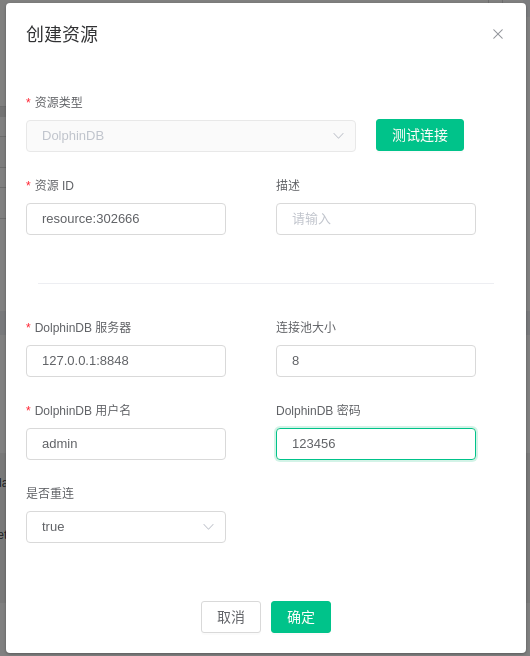 创建资源
* 资源类型
DolphinDB
测试连接
* 资源 ID
描述
resource:302666
请输入
* DolphinDB 服务器
连接池大小
127.0.0.1:8848
8
* DolphinDB 用户名
DolphinDB 密码
admin
123456
是否重连
true
取消
确定